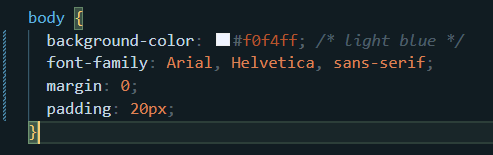 body {
background-color: #f0f4ff; /* light blue */
font-family: Arial, Helvetica, sans-serif;
margin: 0;
padding: 20px;
}